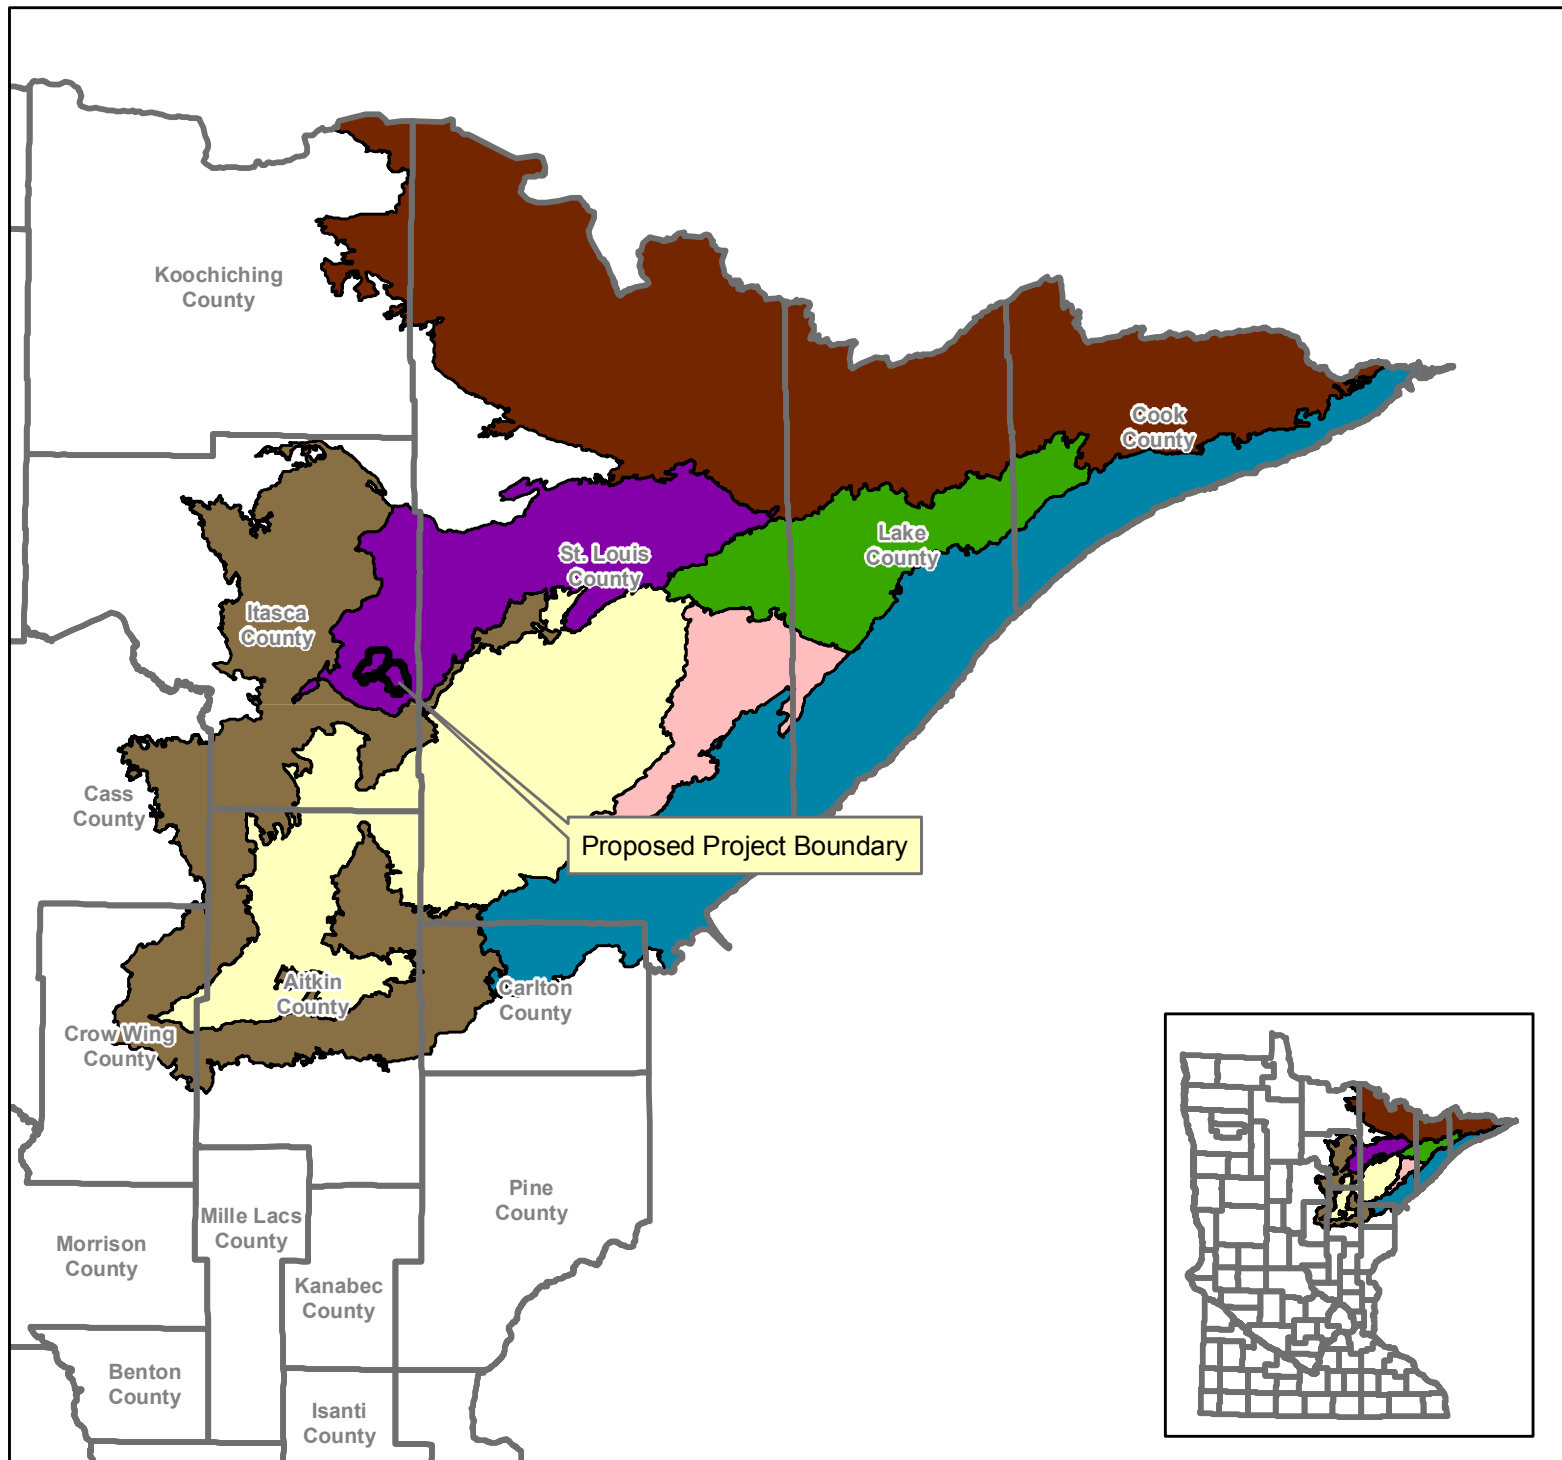 Koochiching
County
Cook
County
Lake
County
St. Louis
County
Itasca
County
Cass
County
Proposed Project Boundary
Aitkin
County
Carlton
County
Crow Wing
County
Pine
County
Mille Lacs
County
Morrison
County
Kanabec
County
Benton
County
Isanti
County